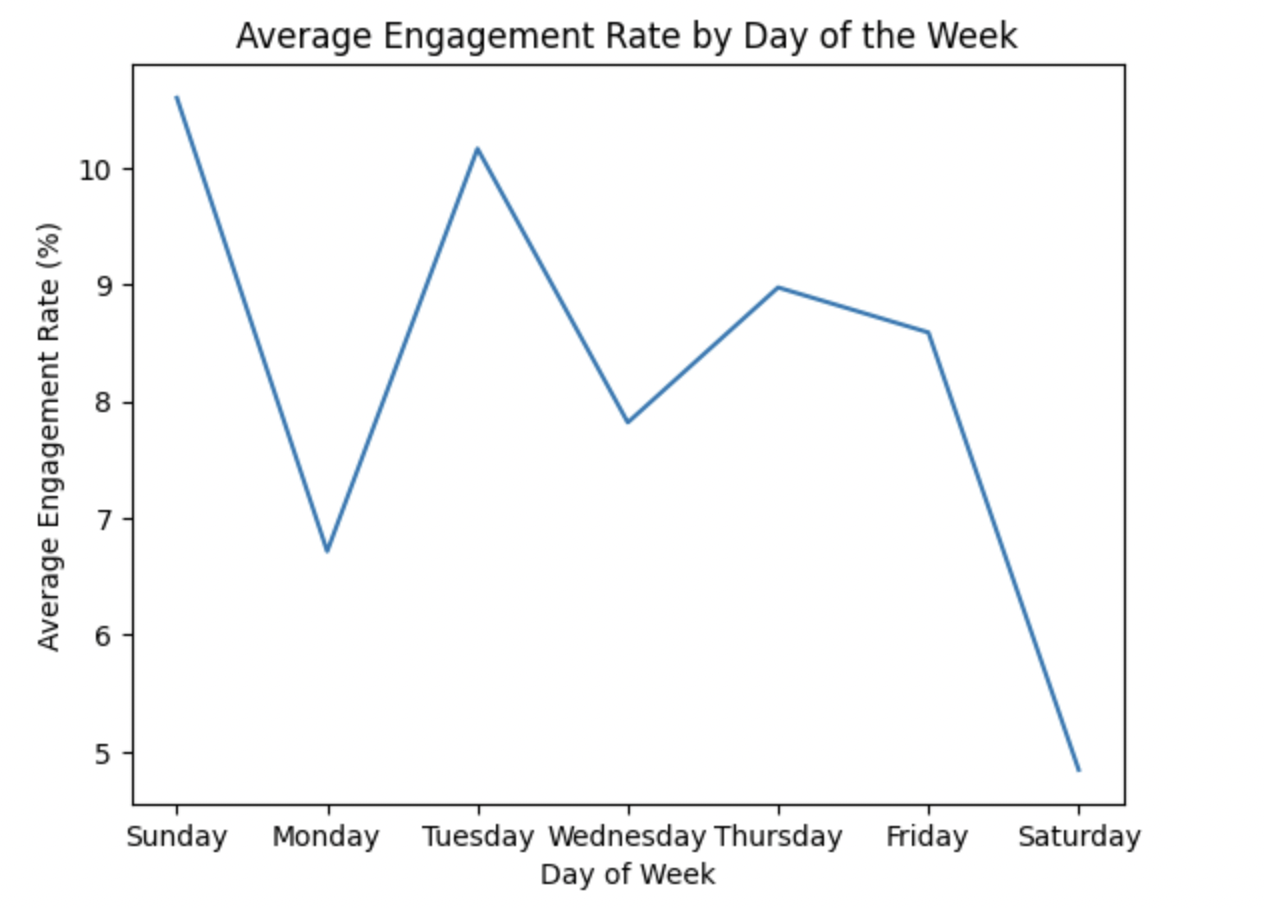 Average Engagement Rate by Day of the Week
Average Engagement Rate (%)
10
9
8
7
6
5
Sunday Monday Tuesday Wednesday Thursday Friday Saturday
Day of Week